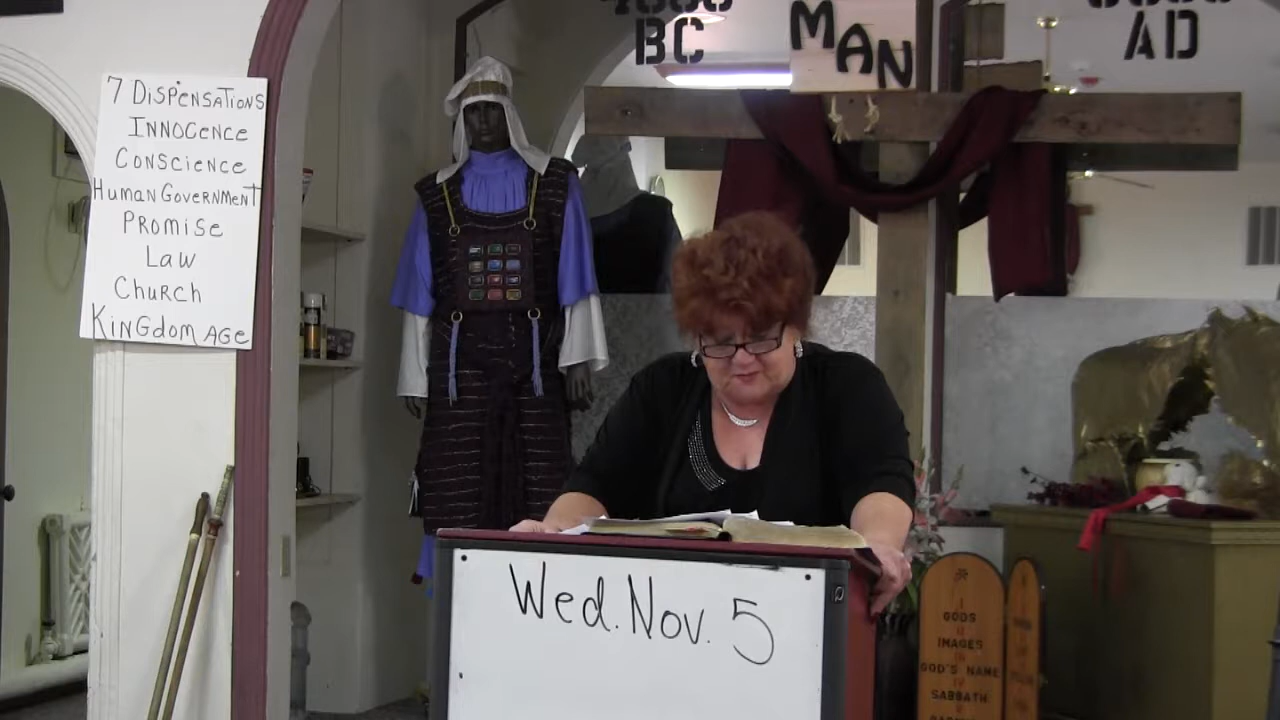 7 Dispensations
Innocence
Conscience
Human Government
Promise
Law
Church
Kingdom Age
BC
MAN
AD
Wed. Nov. 5
I
GODS
II
IMAGES
GOD'S NAME
SABBATH